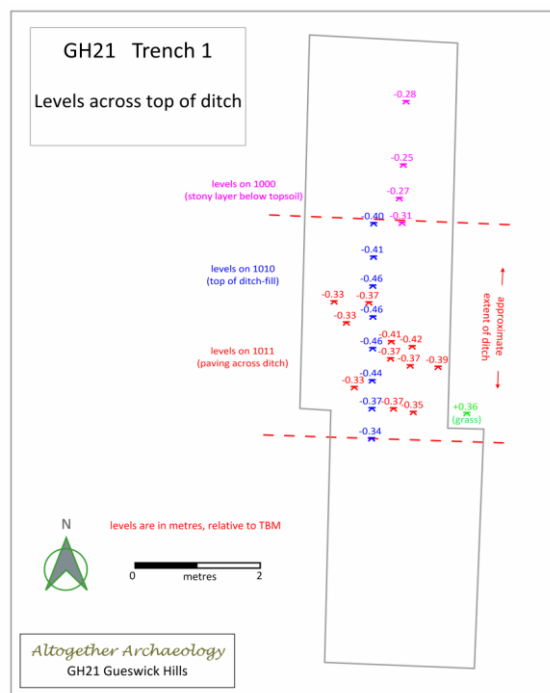 GH21 Trench 1
Levels across top of ditch
-0.28
-0.25
levels on 1000
(stony layer below topsoil)
-0.27
-0.40
-0.31
-0.41
levels on 1010
(top of ditch-fill)
-0.46
-0.33
-0.37
-0.33
-0.46
approximate
extent of ditch
levels on 1011
(paving across ditch)
-0.41
-0.42
-0.46
-0.37
-0.37
-0.39
-0.44
-0.33
-0.37
-0.37
-0.35
+0.36
(grass)
-0.34
N
levels are in metres, relative to TBM
0
metres
2
Altogether Archaeology
GH21 Gueswick Hills